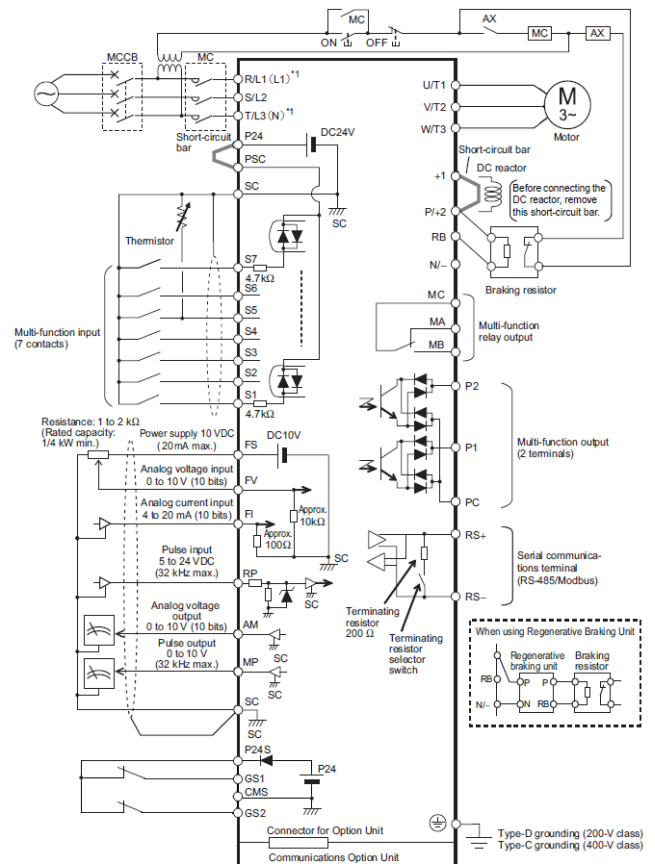 MC
ON OFF
AX
MC
AX
MCCB
MC
R/L1 (L1)*1
S/L2
T/L3 (N)*1
U/T1
V/T2
W/T3
M
3~
Motor
Short-circuit
bar
P24
DC24V
PSC
SC
SC
Short-circuit bar
DC reactor
+1
P/+2
Before connecting the
DC reactor, remove
this short-circuit bar.
RB
N/−
Braking resistor
Thermistor
S7
4.7kΩ
S6
S5
S4
S3
S2
S1
4.7kΩ
Multi-function input
(7 contacts)
MC
MA
MB
Multi-function
relay output
P2
P1
PC
Multi-function output
(2 terminals)
Resistance: 1 to 2 kΩ
(Rated capacity:
1/4 kW min.)
Power supply 10 VDC
(20mA max.)
FS
DC10V
Analog voltage input
0 to 10 V (10 bits)
FV
Analog current input
4 to 20 mA (10 bits)
FI
Approx.
10kΩ
Approx.
100Ω
SC
Pulse input
5 to 24 VDC
(32 kHz max.)
RP
SC
Analog voltage
output
0 to 10 V (10 bits)
AM
SC
Pulse output
0 to 10 V
(32 kHz max.)
MP
SC
SC
SC
RS+
RS−
Serial communica-
tions terminal
(RS-485/Modbus)
Terminating
resistor
200 Ω
Terminating
resistor
selector
switch
When using Regenerative Braking Unit
Regenerative
braking unit
Braking
resistor
RB
N/−
P P
N RB
P24S
P24
GS1
CMS
GS2
Connector for Option Unit
Communications Option Unit
Type-D grounding (200-V class)
Type-C grounding (400-V class)